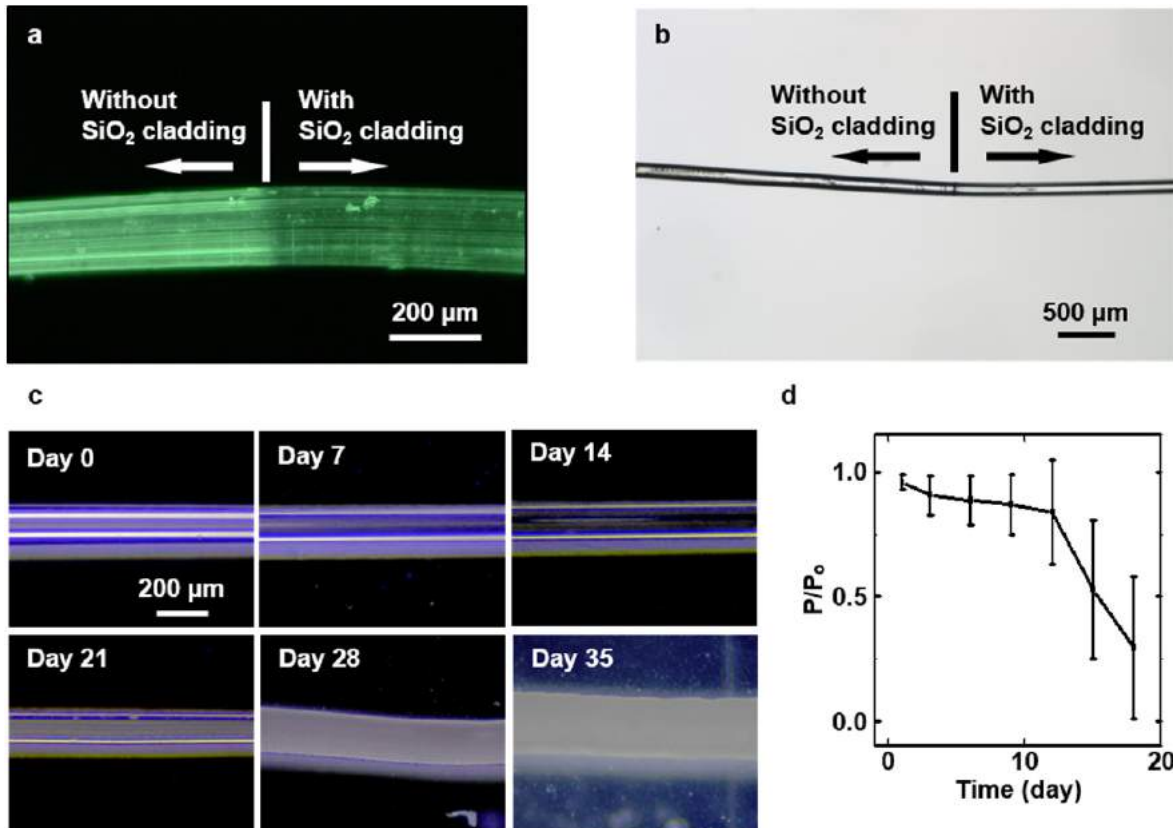 a
Without
SiO₂ cladding
With
SiO₂ cladding
200 μm
b
Without
SiO₂ cladding
With
SiO₂ cladding
500 μm
c
Day 0
Day 7
Day 14
200 μm
Day 21
Day 28
Day 35
d
P/P₀
1.0
0.5
0.0
0
10
20
Time (day)